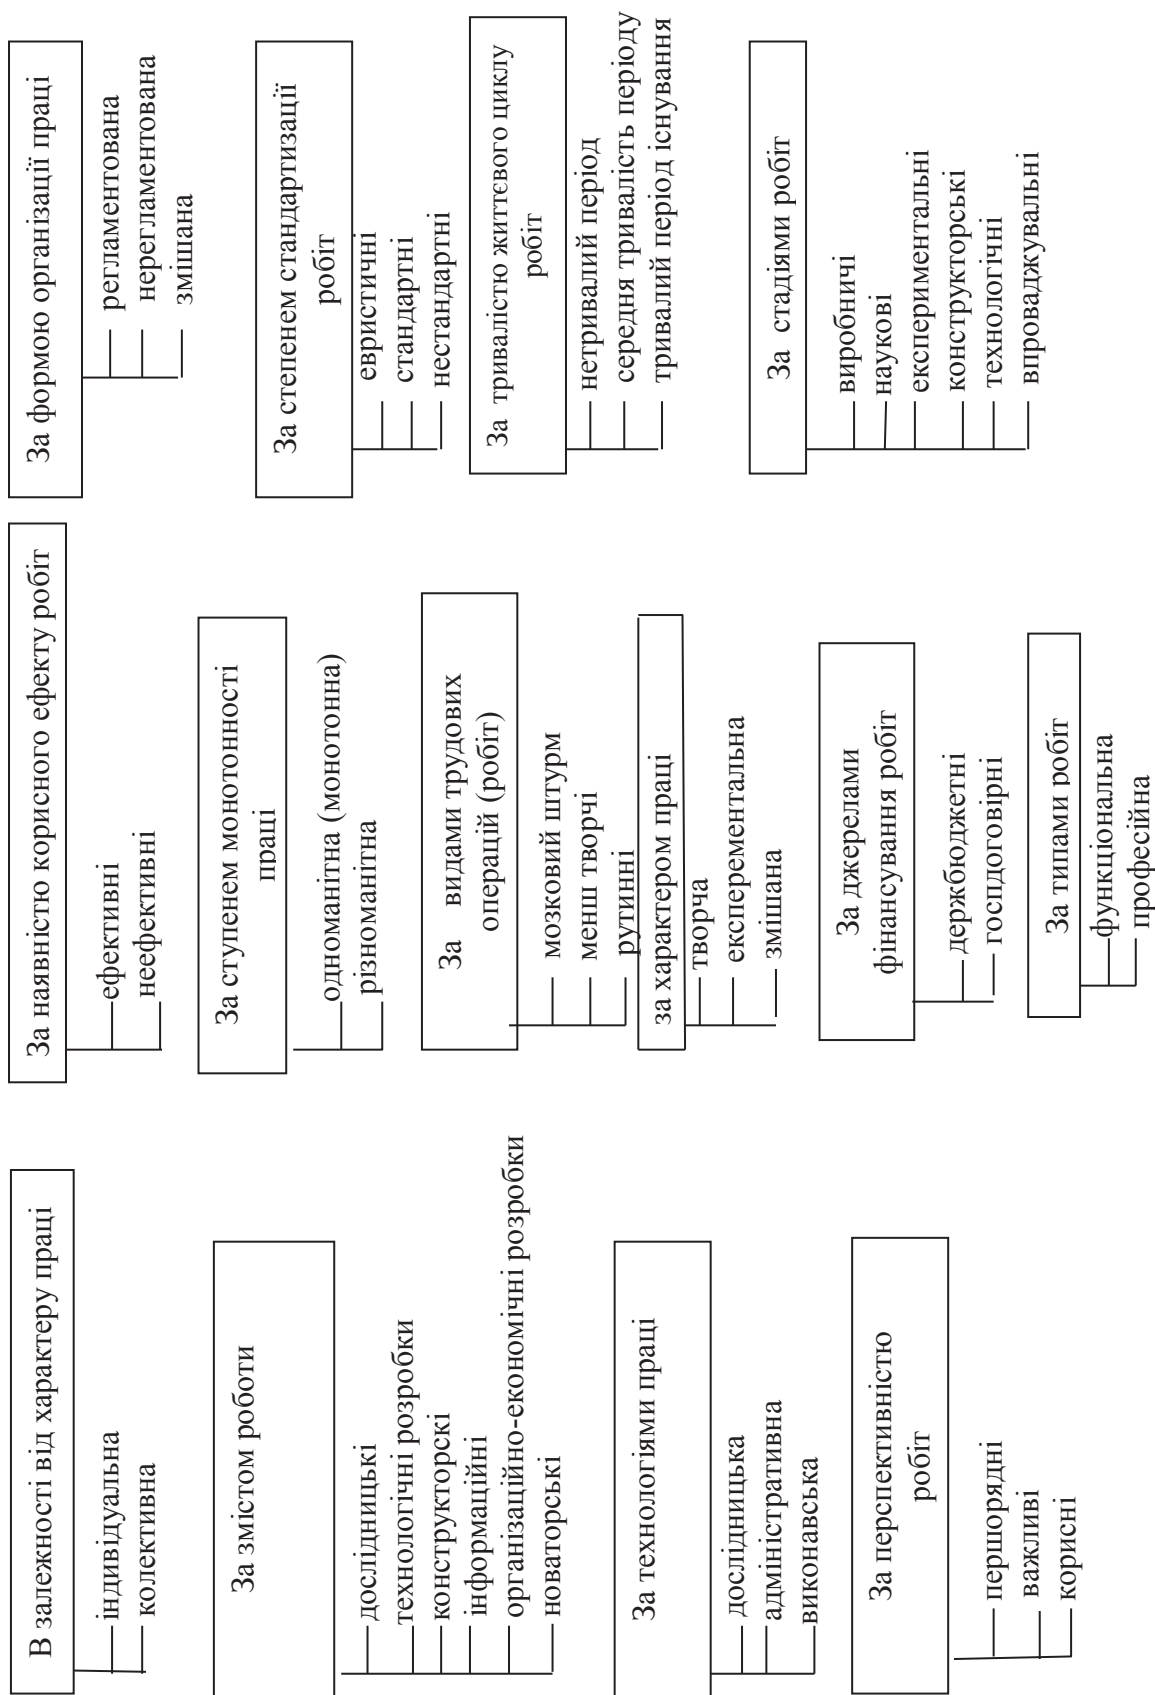 В залежності від характеру праці
індивідуальна
колективна
За змістом роботи
дослідницькі
технологічні розробки
конструкторскі
інформаційні
організаційно-економічні розробки
новаторські
За технологіями праці
дослідницька
адміністративна
виконавська
За перспективністю
робіт
першорядні
важливі
корисні
За наявністю корисного ефекту робіт
ефективні
неефективні
За ступенем монотонності
праці
одноманітна (монотонна)
різноманітна
За видами трудових
операцій (робіт)
мозковий штурм
менш творчі
рутинні
за характером праці
творча
експерементальна
змішана
За джерелами
фінансування робіт
держбюджетні
госпдоговірні
За типами робіт
функціональна
професійна
За формою організації праці
регламентована
нерегламентована
змішана
За степенем стандартизації
робіт
евристичні
стандартні
нестандартні
За тривалістю життєвого циклу
робіт
нетривалий період
середня тривалість періоду
тривалий період існування
За стадіями робіт
виробничі
наукові
експериментальні
конструкторські
технологічні
впроваджувальні